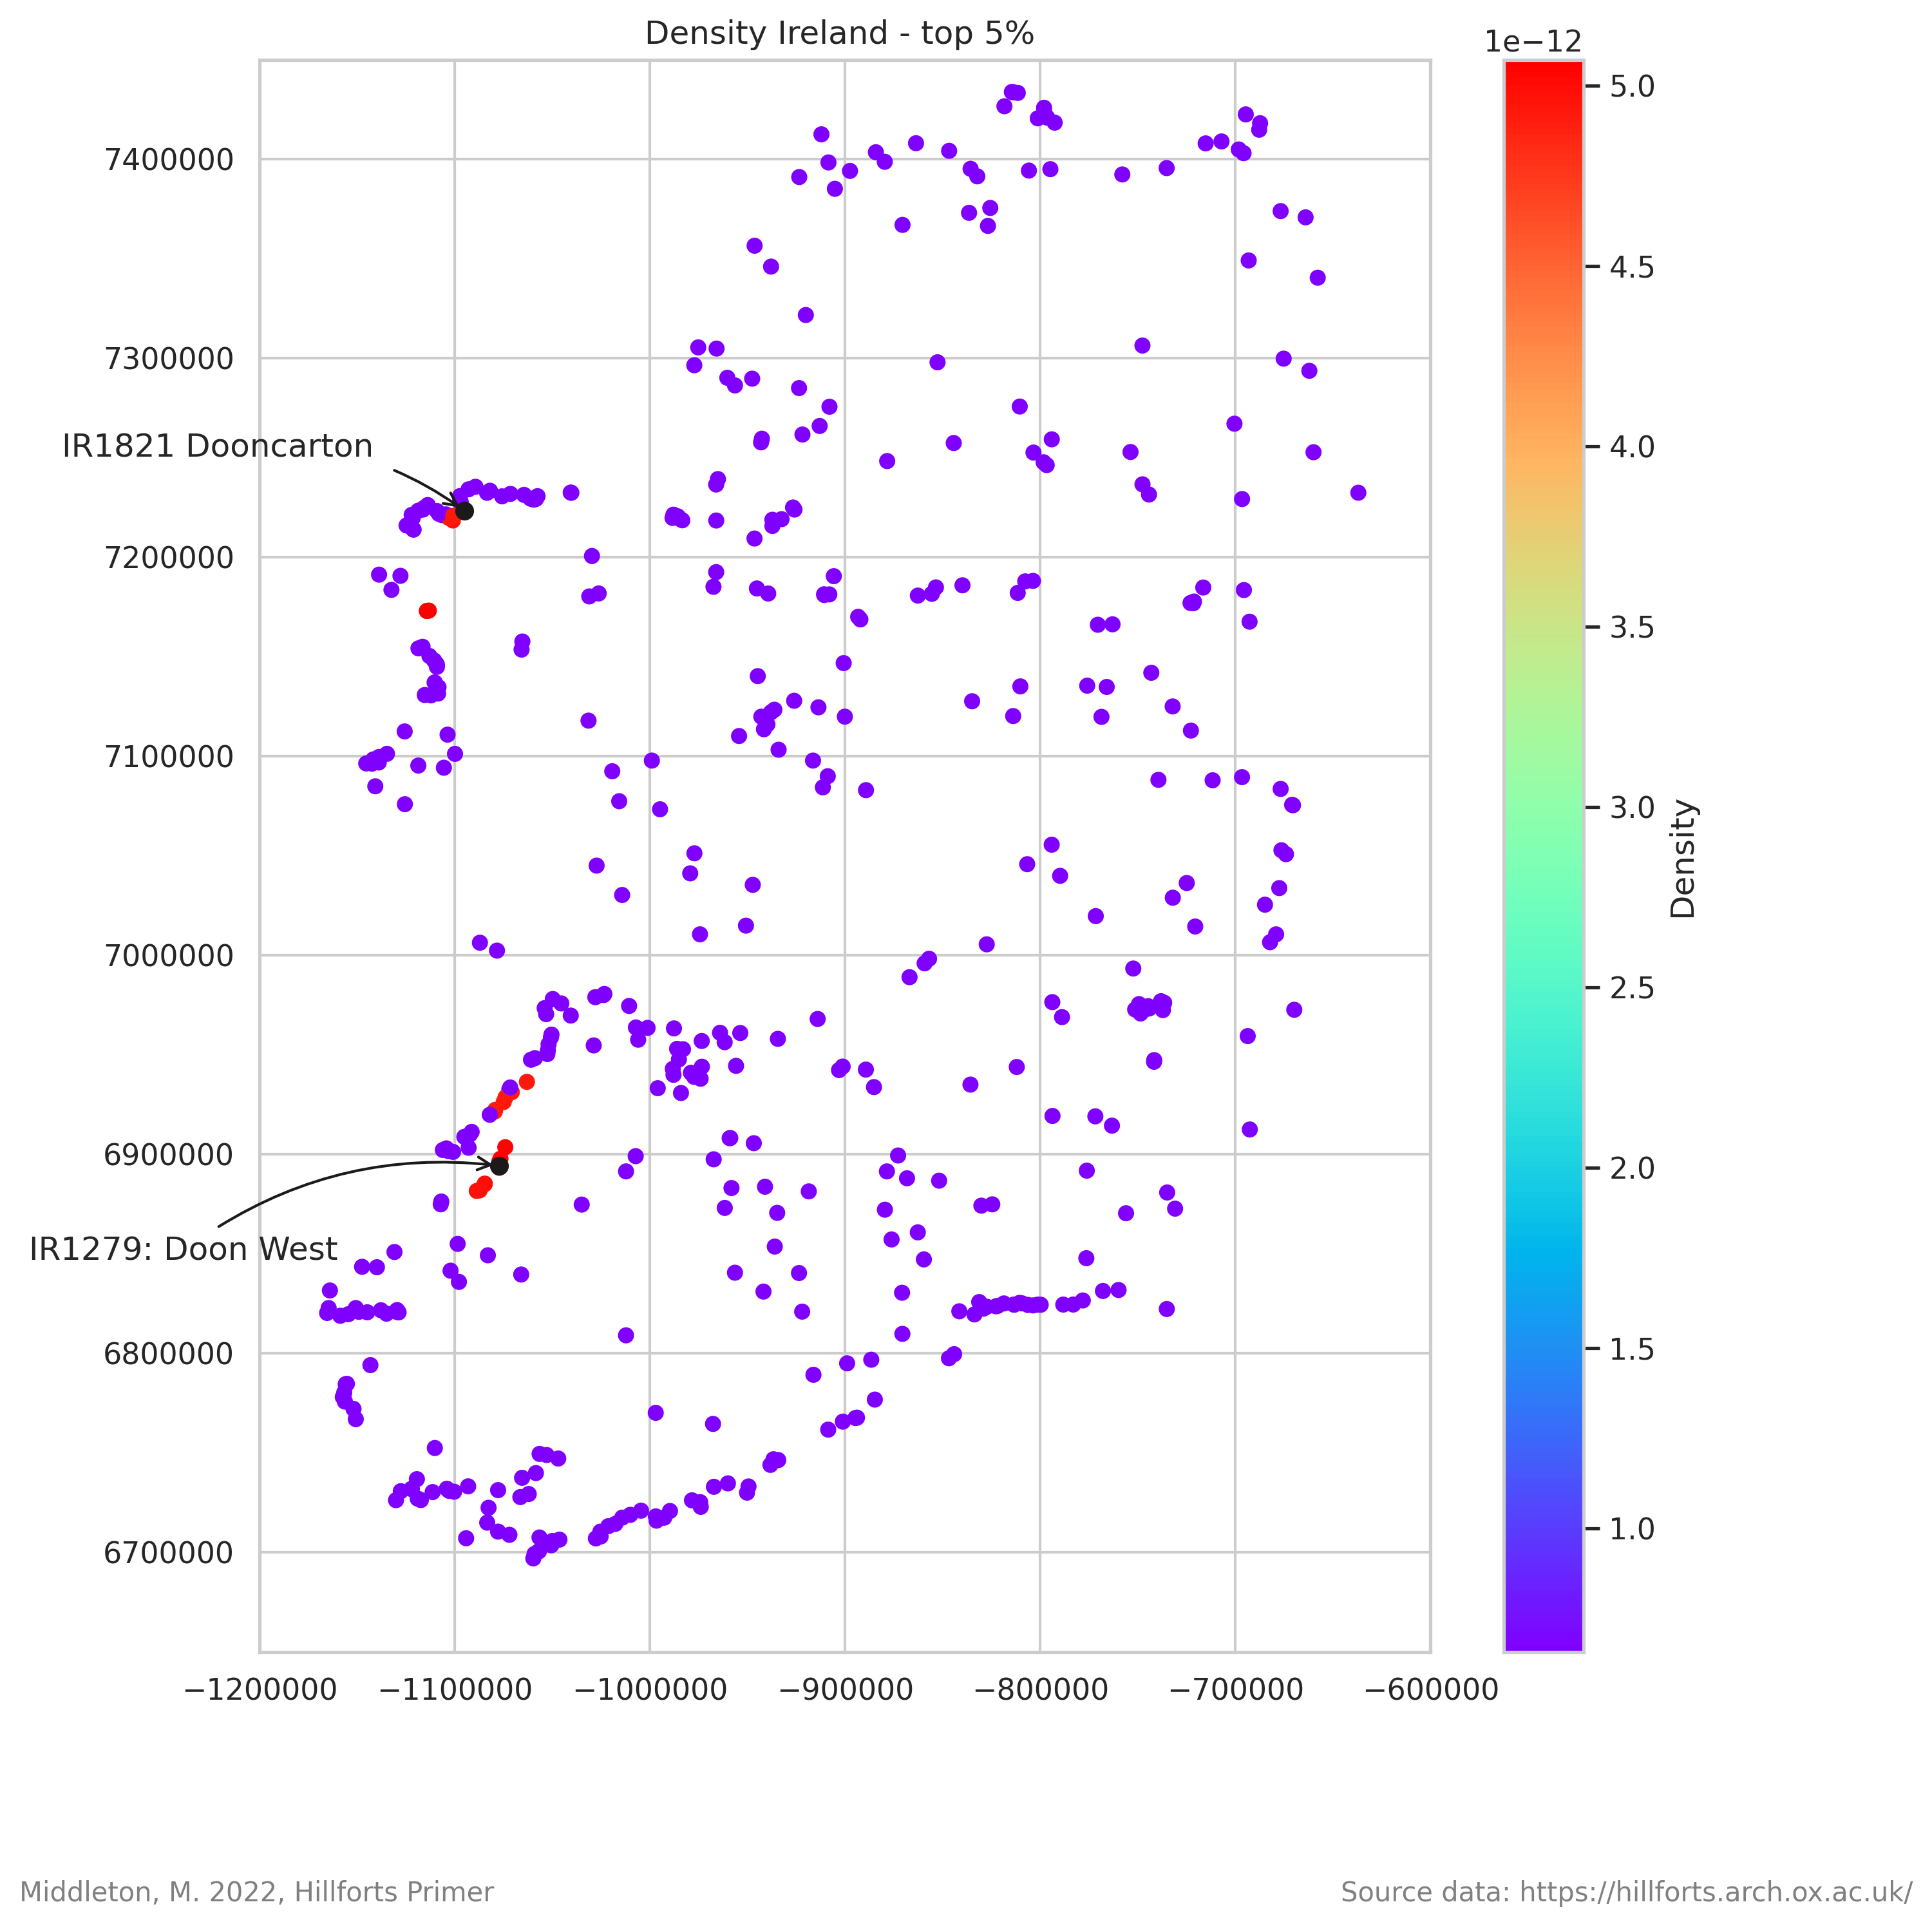 Density Ireland - top 5%
1e−12
5.0
7400000
4.5
7300000
IR1821 Dooncarton
4.0
7200000
3.5
7100000
3.0
Density
7000000
2.5
6900000
2.0
IR1279: Doon West
6800000
1.5
1.0
6700000
−1200000 −1100000 −1000000 −900000 −800000 −700000 −600000
Middleton, M. 2022, Hillforts Primer
Source data: https://hillforts.arch.ox.ac.uk/